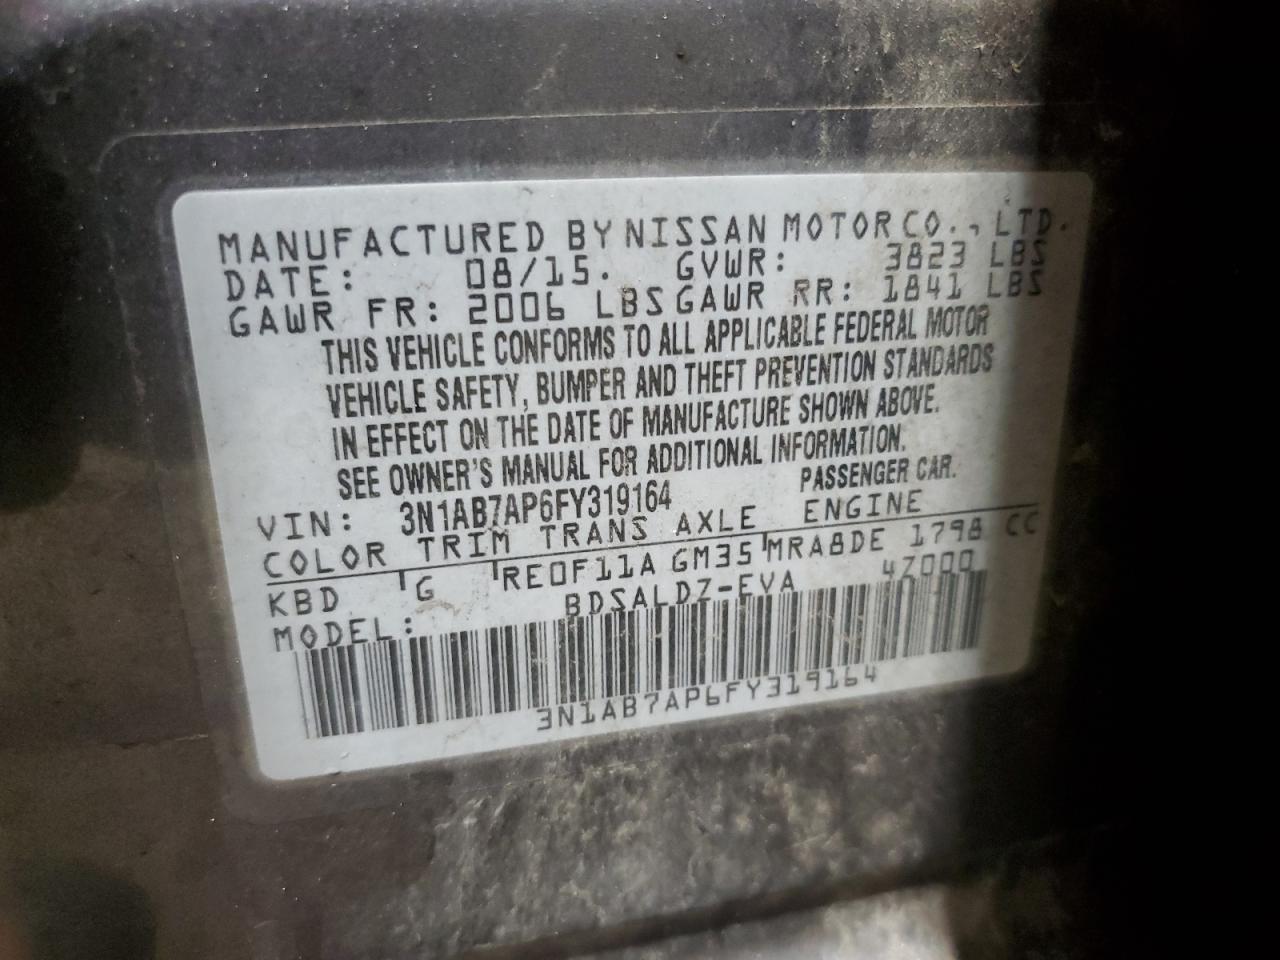 MANUFACTURED BY NISSAN MOTOR CO., LTD.
DATE: 08/15. GVWR: 3823 LBS
GAWR FR: 2006 LBS GAWR RR: 1841 LBS
THIS VEHICLE CONFORMS TO ALL APPLICABLE FEDERAL MOTOR
VEHICLE SAFETY, BUMPER AND THEFT PREVENTION STANDARDS
IN EFFECT ON THE DATE OF MANUFACTURE SHOWN ABOVE.
SEE OWNER'S MANUAL FOR ADDITIONAL INFORMATION.
VIN: 3N1AB7AP6FY319164 PASSENGER CAR.
COLOR TRIM TRANS AXLE ENGINE
KBD G RE0F11A GM35 MRA8DE 1798 CC
MODEL: BDSALDZ-EVA 47000
3N1AB7AP6FY319164